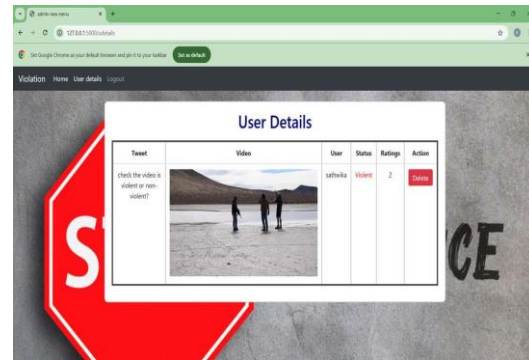 admin-new-menu
127.0.0.1:5000/udetails
Set Google Chrome as your default browser and pin it to your taskbar Set as default
Violation Home User details Logout
User Details
Tweet Video User Status Ratings Action
check the video is
violent or non-
violent?
sathwika Violent 2 Delete
ST
CE